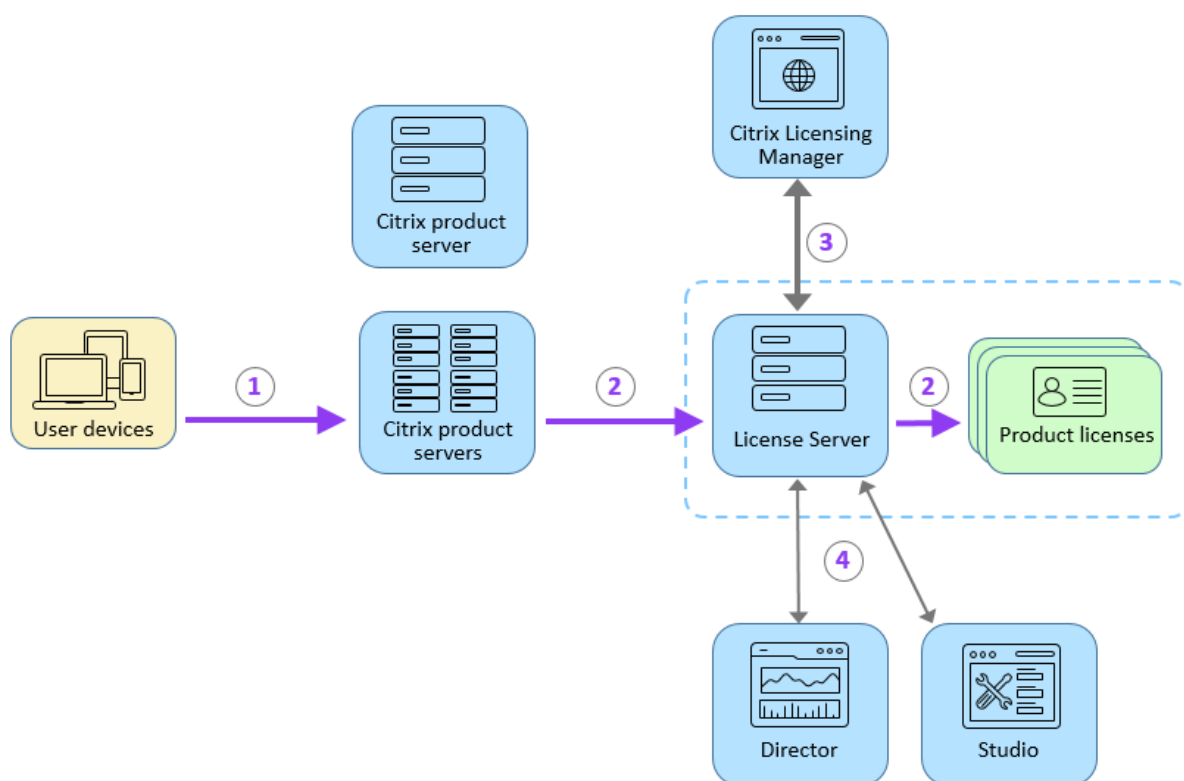 Citrix Licensing
Manager
Citrix product
server
3
User devices
1
Citrix product
servers
2
License Server
2
Product licenses
4
Director
Studio